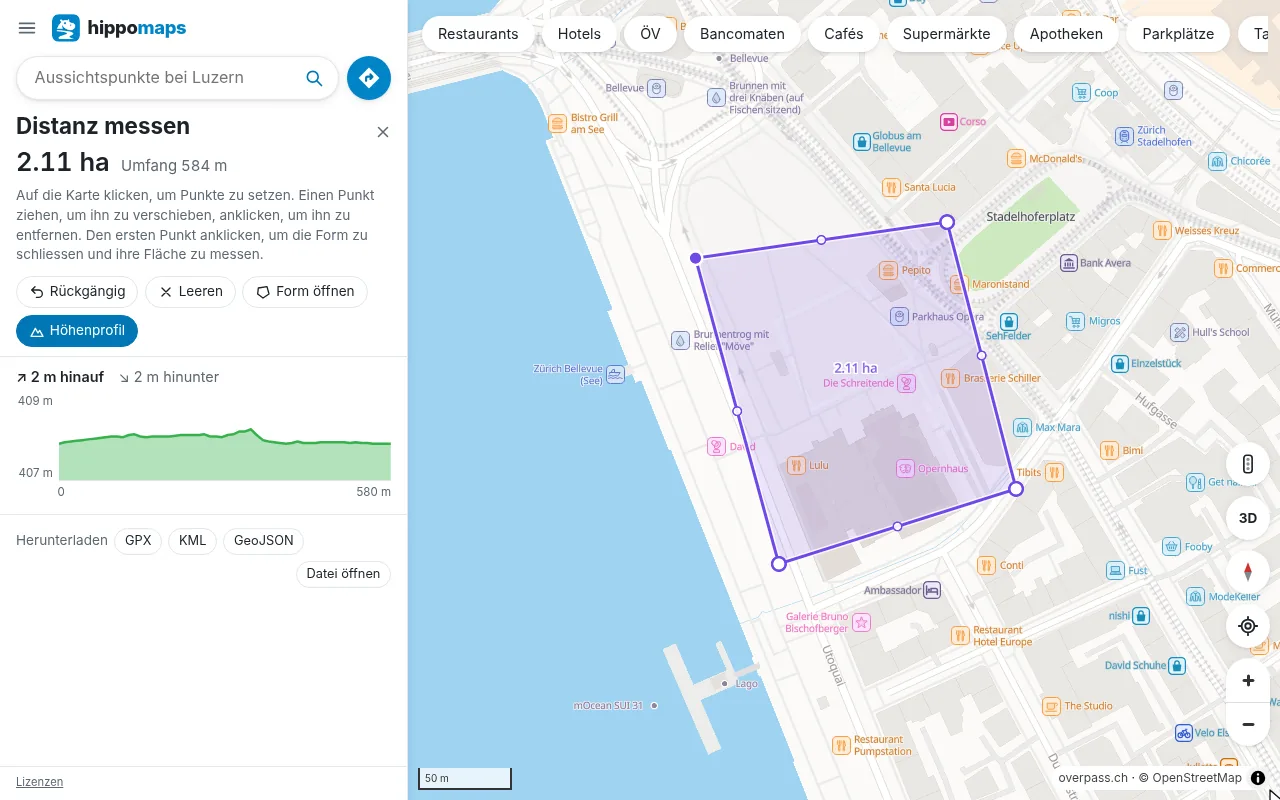 hippomaps
Aussichtspunkte bei Luzern
Distanz messen
2.11 ha Umfang 584 m
Auf die Karte klicken, um Punkte zu setzen. Einen Punkt
ziehen, um ihn zu verschieben, anklicken, um ihn zu
entfernen. Den ersten Punkt anklicken, um die Form zu
schliessen und ihre Fläche zu messen.
Rückgängig
Leeren
Form öffnen
Höhenprofil
2 m hinauf
2 m hinunter
409 m
407 m
0
580 m
Herunterladen
GPX
KML
GeoJSON
Datei öffnen
Lizenzen
Restaurants
Hotels
ÖV
Bancomaten
Cafés
Supermärkte
Apotheken
Parkplätze
Ta
Bellevue
Bellevue
Brunnen mit
drei Knaben (auf
Fischen sitzend)
Coop
Bistro Grill
am See
Corso
Globus am
Bellevue
Zürich
Stadelhofen
McDonald's
Chicorée
Santa Lucia
Stadelhoferplatz
Weisses Kreuz
Bank Avera
Pepito
Maronistand
Commerc
Parkhaus Opera
SehFelder
Migros
Hull's School
Brunnentrog mit
Relief "Möve"
Zürich Bellevue
(See)
2.11 ha
Die Schreitende
Brasserie Schiller
Einzelstück
Hufgasse
Max Mara
David
Biml
Lulu
Opernhaus
Tibits
Get na
3D
Conti
Fooby
Fust
Ambassador
ModeKeller
Galerie Bruno
Bischofberger
nishi
Restaurant
Hotel Europe
Utoquai
David Schuhe
Lago
mOcean SUI 31
The Studio
Restaurant
Pumpstation
Velo Els
50 m
overpass.ch · © OpenStreetMap